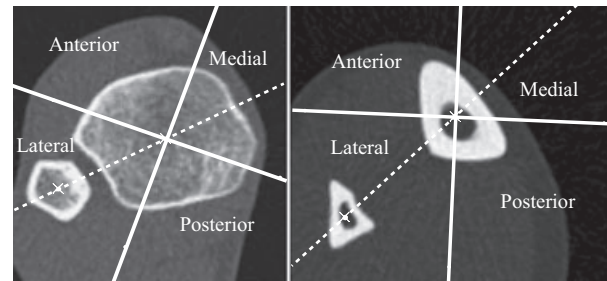 Anterior
Medial
Lateral
Posterior
Anterior
Medial
Lateral
Posterior